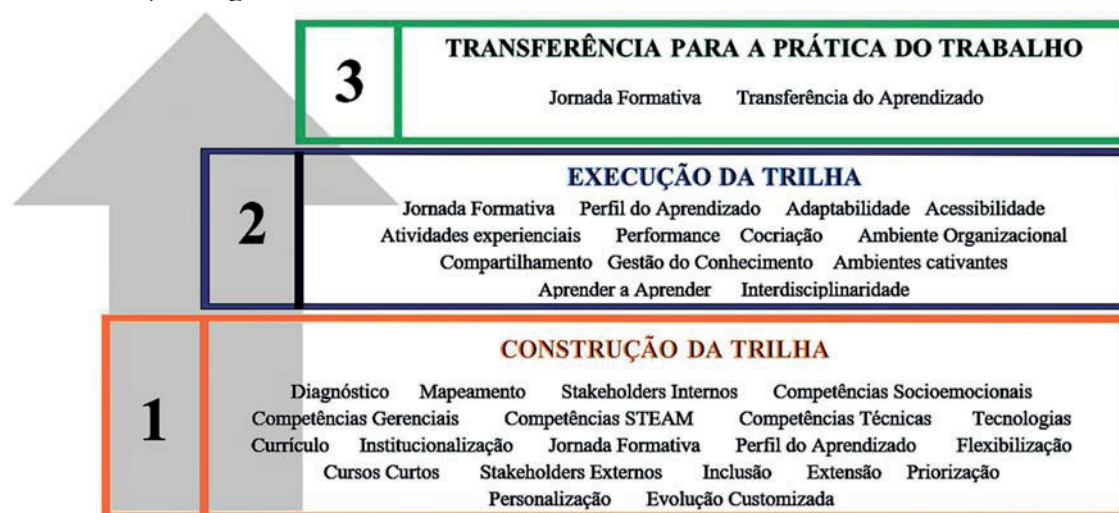 3
TRANSFERÊNCIA PARA A PRÁTICA DO TRABALHO
Jornada Formativa Transferência do Aprendizado
2
EXECUÇÃO DA TRILHA
Jornada Formativa Perfil do Aprendizado Adaptabilidade Acessibilidade
Atividades experienciais Performance Cocriação Ambiente Organizacional
Compartilhamento Gestão do Conhecimento Ambientes cativantes
Aprender a Aprender Interdisciplinaridade
1
CONSTRUÇÃO DA TRILHA
Diagnóstico Mapeamento Stakeholders Internos Competências Socioemocionais
Competências Gerenciais Competências STEAM Competências Técnicas Tecnologias
Currículo Institucionalização Jornada Formativa Perfil do Aprendizado Flexibilização
Cursos Curtos Stakeholders Externos Inclusão Extensão Priorização
Personalização Evolução Customizada